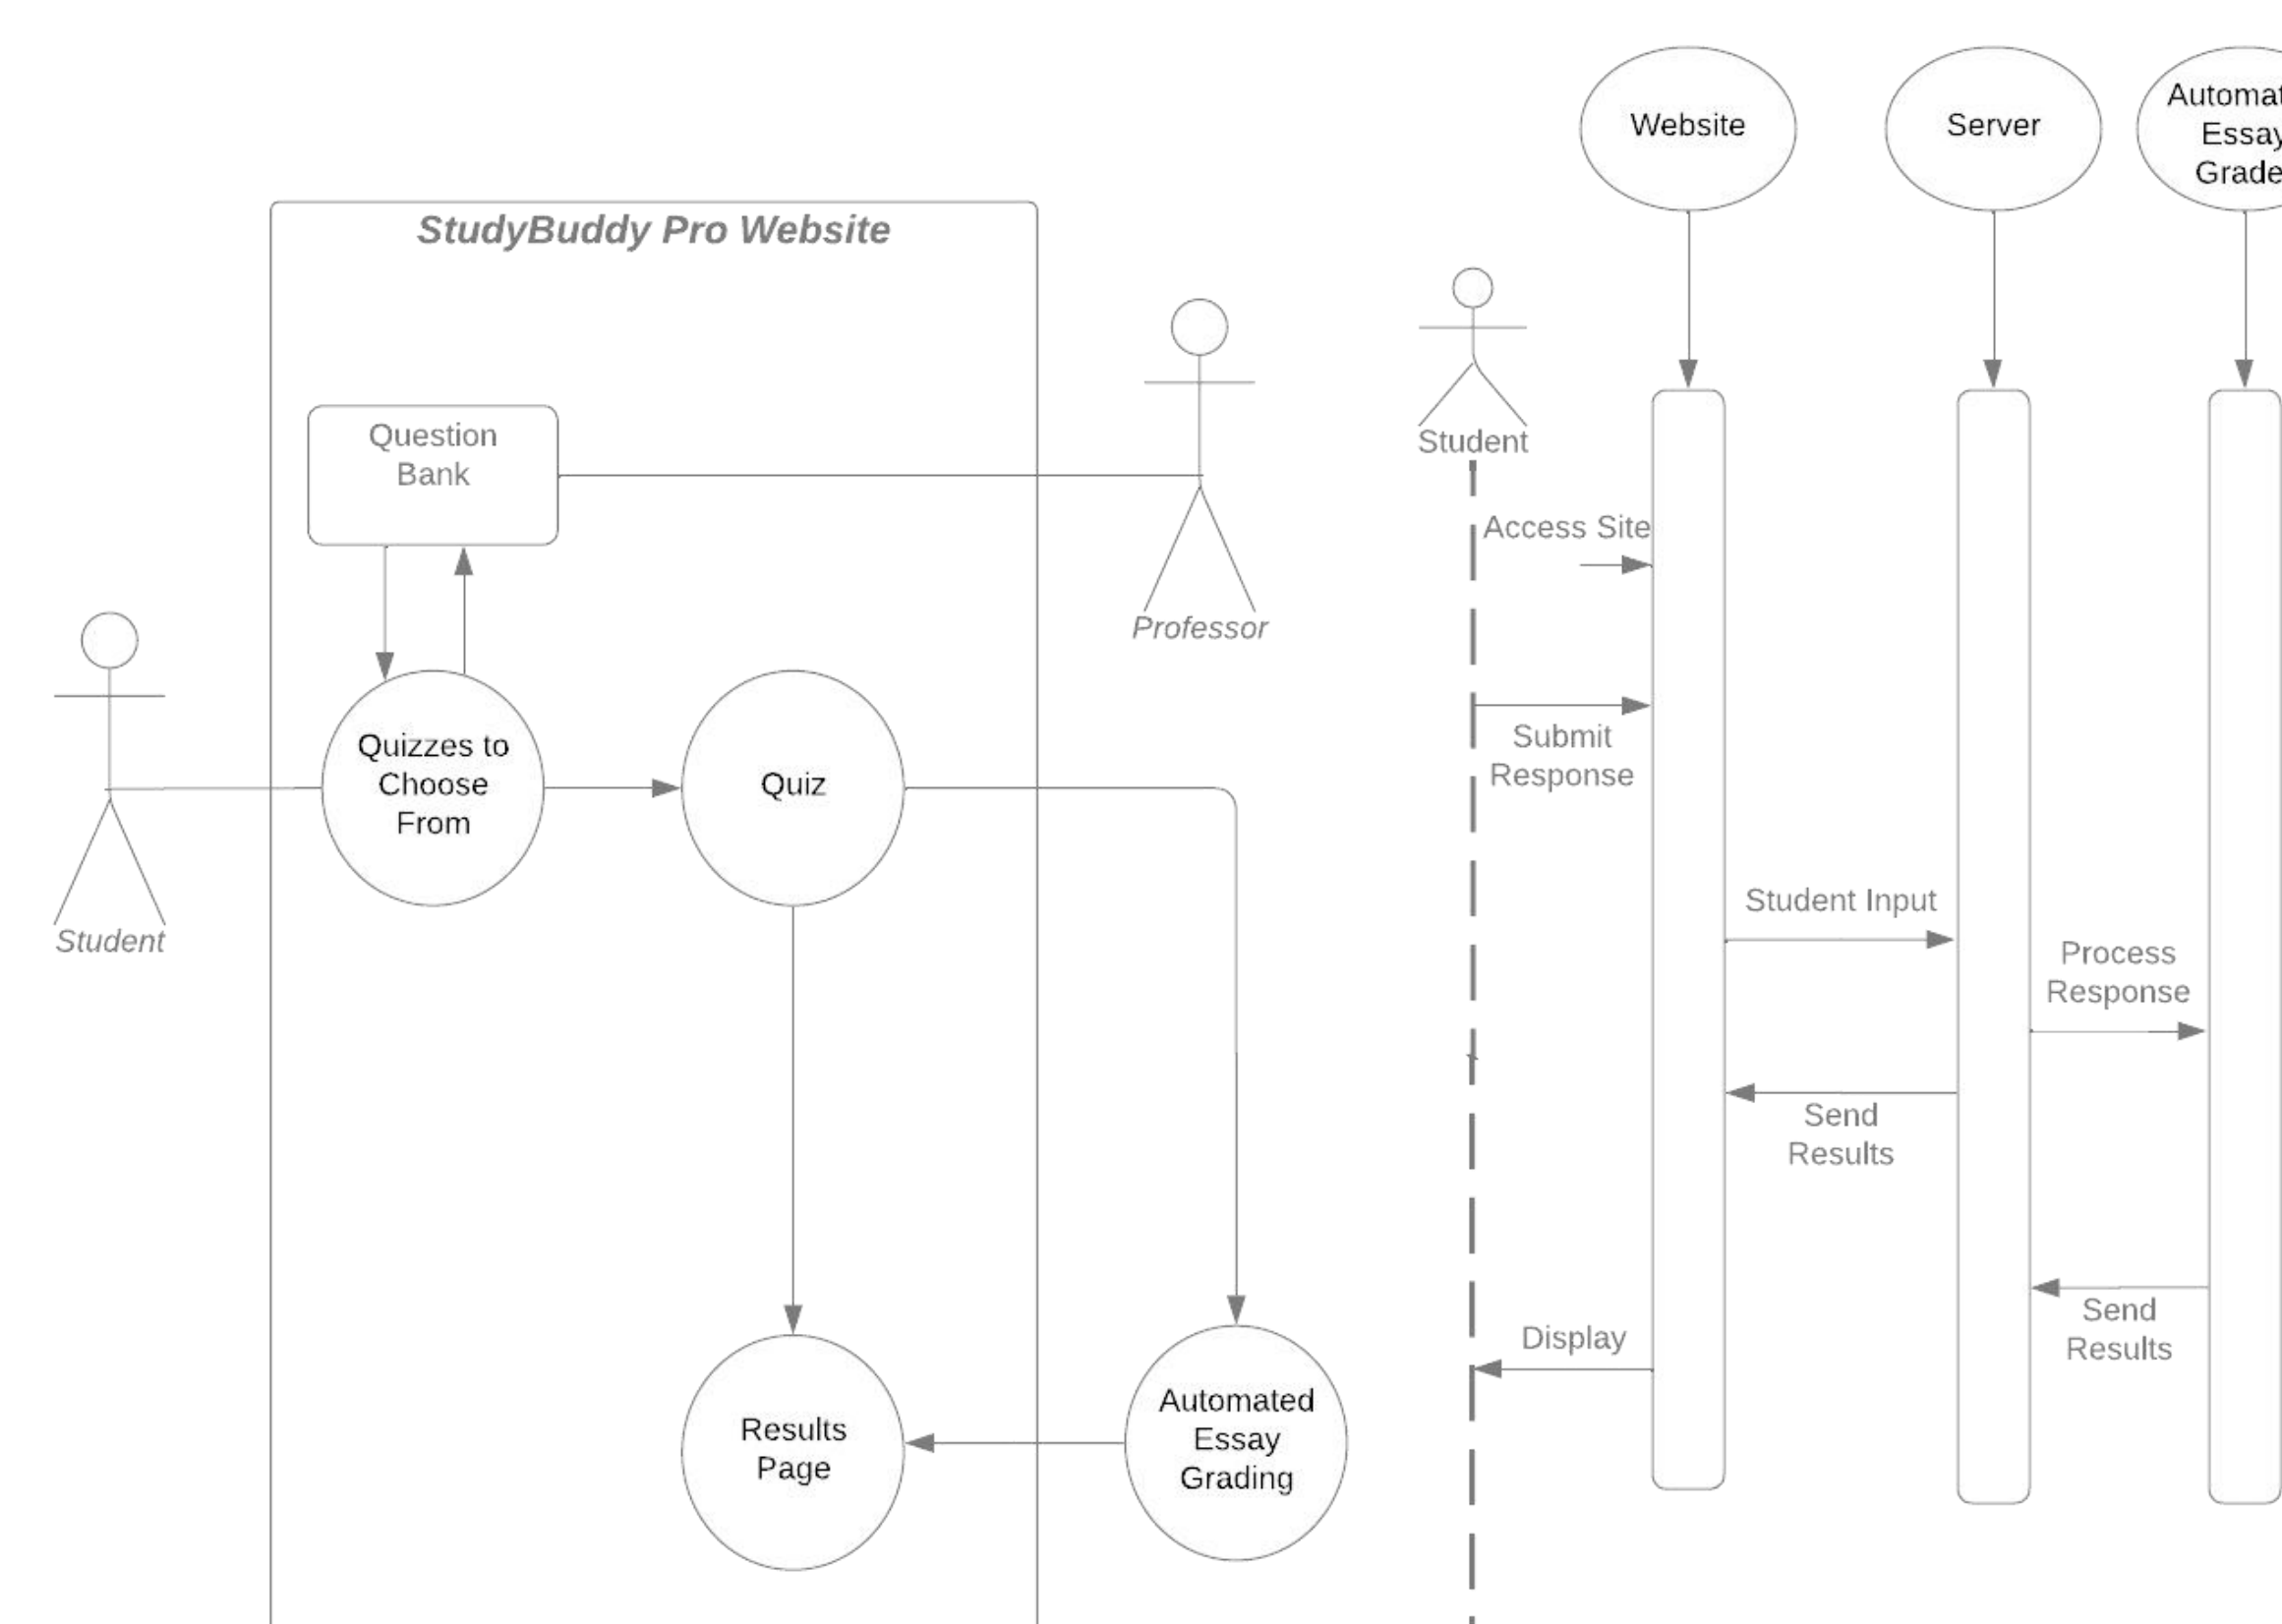 StudyBuddy Pro Website
Question
Bank
Professor
Quizzes to
Choose
From
Quiz
Student
Results
Page
Automated
Essay
Grading
Website
Server
Essay
Student
Access Site
Submit
Response
Student Input
Process
Response
Send
Results
Send
Results
Display